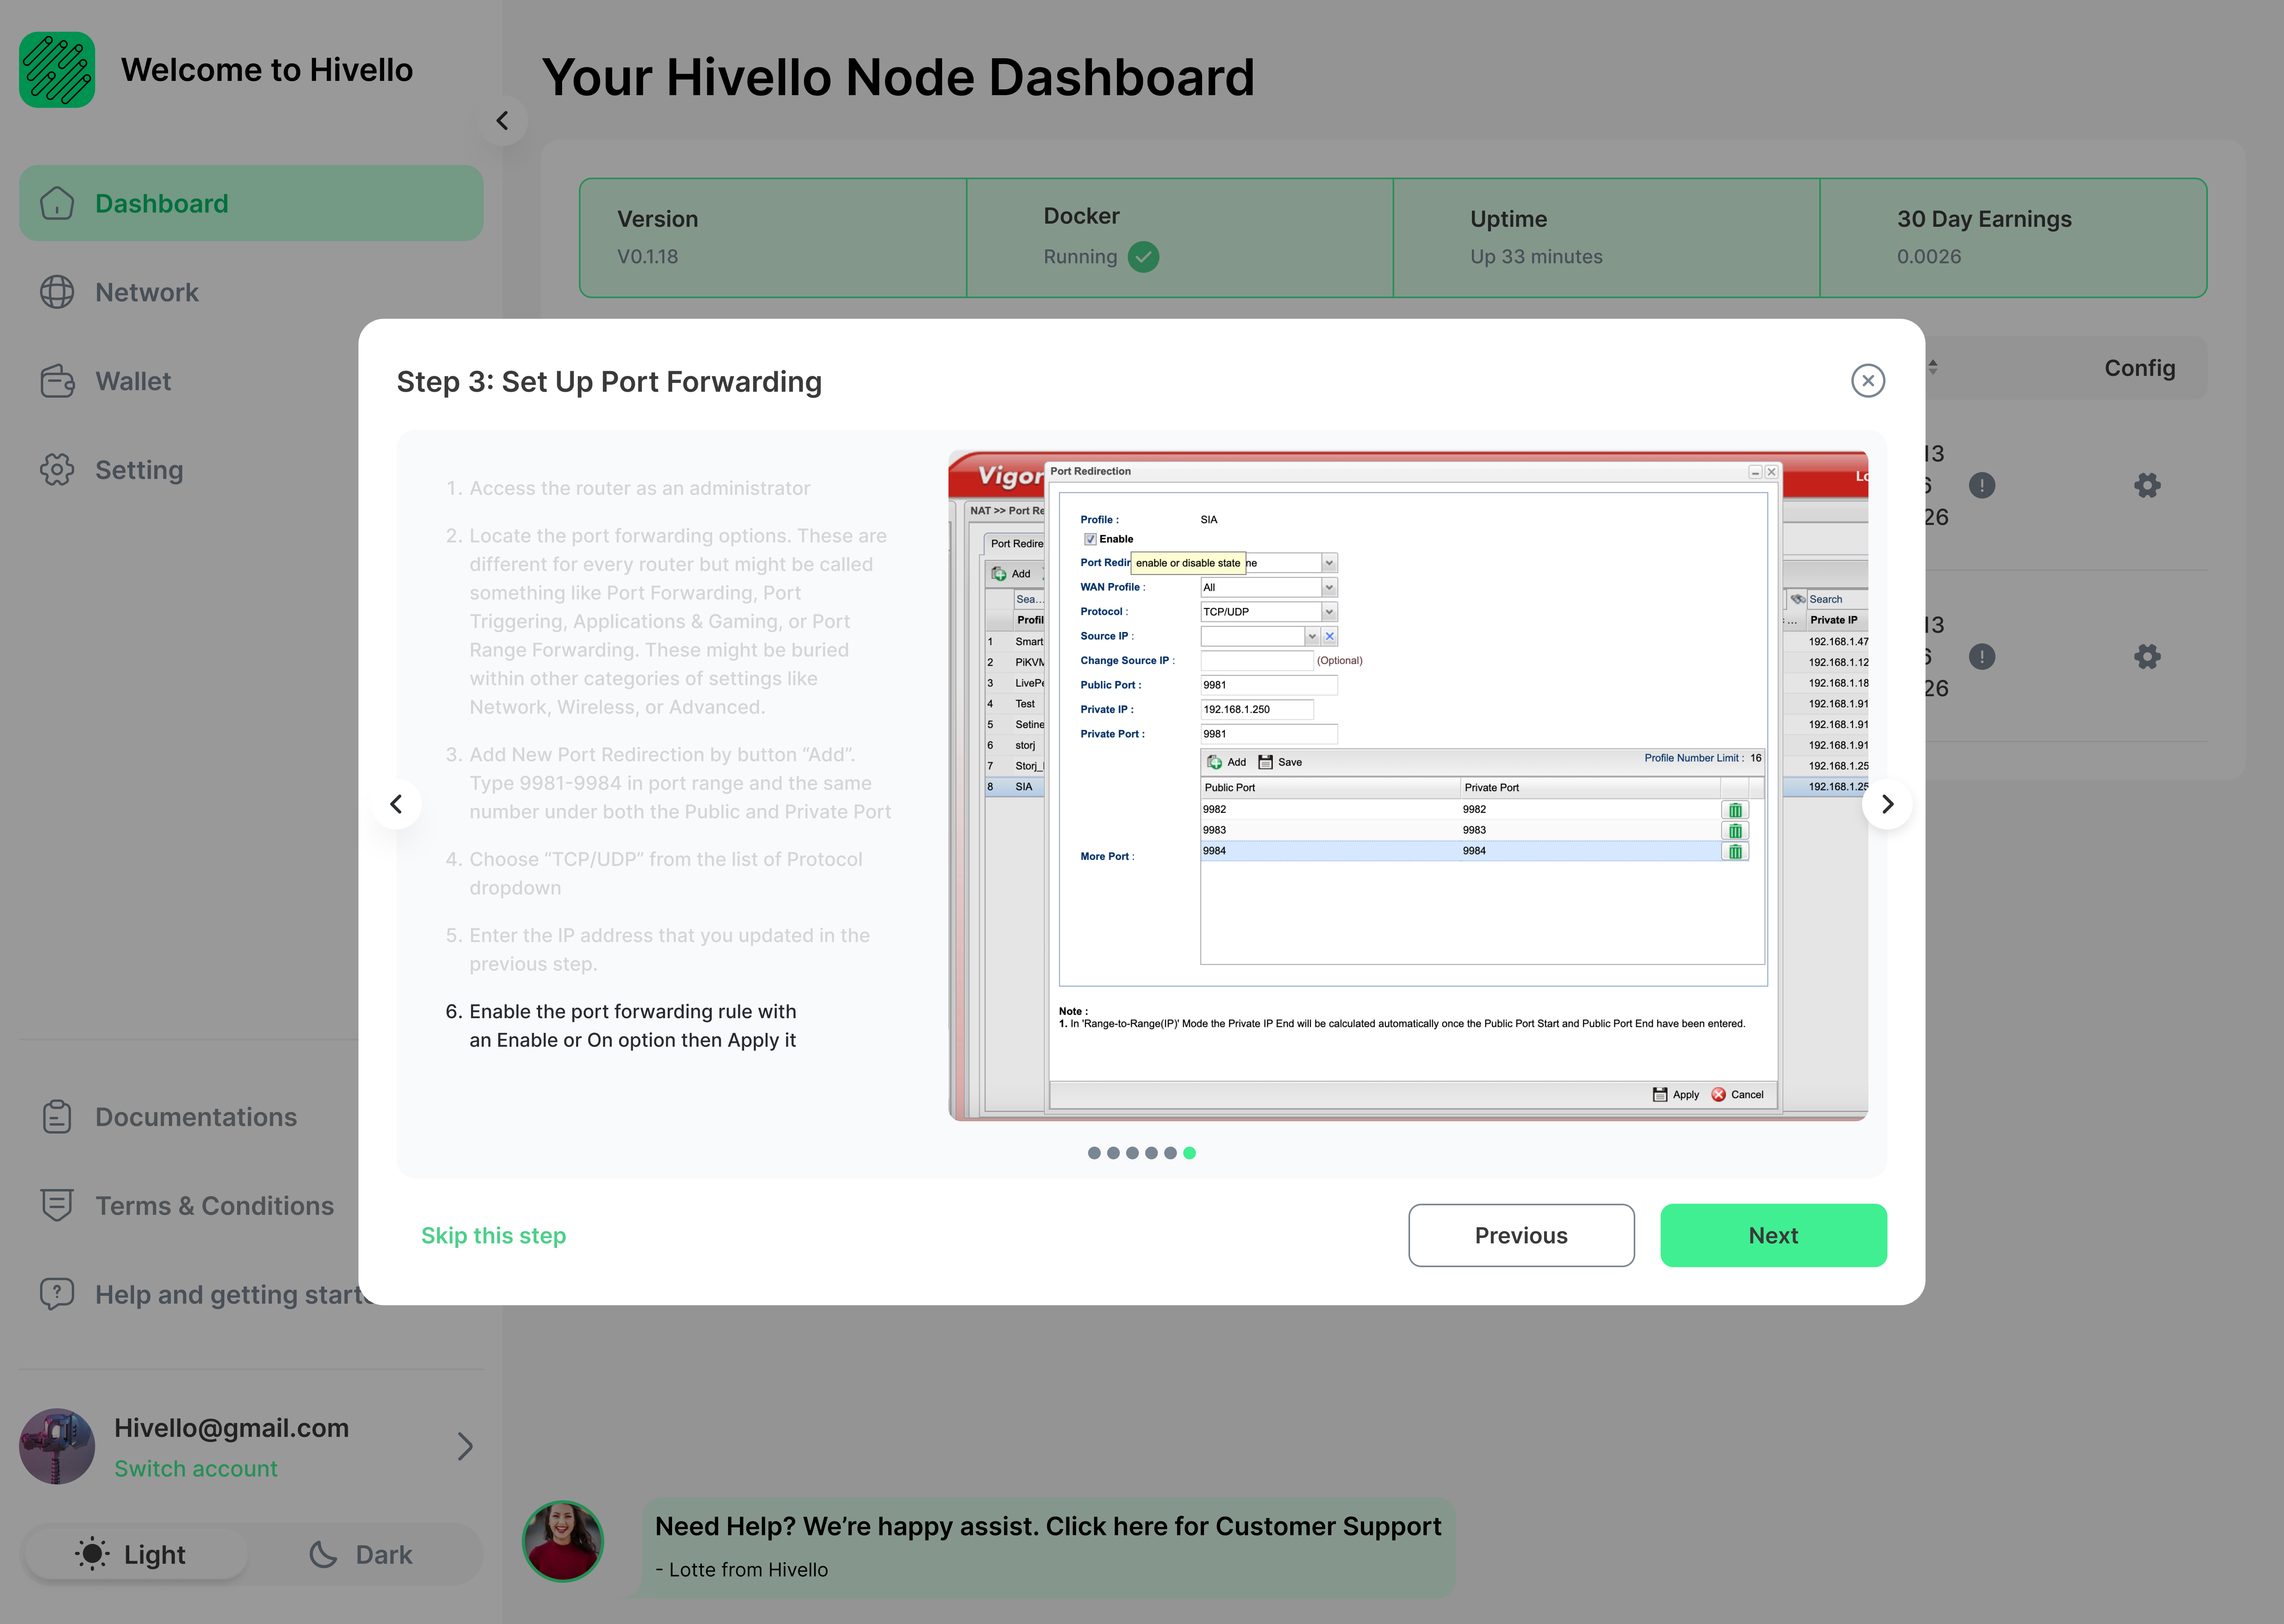 Welcome to Hivello
Your Hivello Node Dashboard
Dashboard
Network
Wallet
Setting
Version
V0.1.18
Docker
Running
Uptime
Up 33 minutes
30 Day Earnings
0.0026
Config
13
26
13
26
Step 3: Set Up Port Forwarding
1. Access the router as an administrator
2. Locate the port forwarding options. These are
different for every router but might be called
something like Port Forwarding, Port
Triggering, Applications & Gaming, or Port
Range Forwarding. These might be buried
within other categories of settings like
Network, Wireless, or Advanced.
3. Add New Port Redirection by button “Add”.
Type 9981-9984 in port range and the same
number under both the Public and Private Port
4. Choose “TCP/UDP” from the list of Protocol
dropdown
5. Enter the IP address that you updated in the
previous step.
6. Enable the port forwarding rule with
an Enable or On option then Apply it
Vigor
NAT >> Port Re
Port Redire
Add
Sea...
Profil
1 Smart
2 PiKVM
3 LivePe
4 Test
5 Setine
6 storj
7 Storj_
8 SIA
Port Redirection
Profile : SIA
Enable
Port Redir
enable or disable state
ne
WAN Profile : All
Protocol : TCP/UDP
Source IP :
Change Source IP : (Optional)
Public Port : 9981
Private IP : 192.168.1.250
Private Port : 9981
Add Save Profile Number Limit : 16
Public Port Private Port
9982 9982
9983 9983
9984 9984
More Port :
Note :
1. In 'Range-to-Range(IP)' Mode the Private IP End will be calculated automatically once the Public Port Start and Public Port End have been entered.
Apply Cancel
Lo
Search
Private IP
192.168.1.47
192.168.1.12
192.168.1.18
192.168.1.91
192.168.1.91
192.168.1.91
192.168.1.25
192.168.1.25
Skip this step
Previous
Next
Documentations
Terms & Conditions
Help and getting start
Hivello@gmail.com
Switch account
Light
Dark
Need Help? We’re happy assist. Click here for Customer Support
- Lotte from Hivello